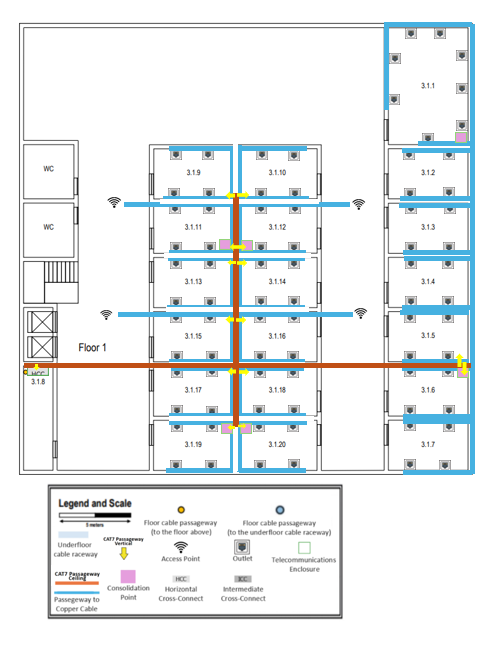 3.1.1
3.1.9
3.1.10
3.1.2
WC
3.1.11
3.1.12
3.1.3
WC
3.1.13
3.1.14
3.1.4
3.1.15
3.1.16
3.1.5
Floor 1
HCC
3.1.8
3.1.17
3.1.18
3.1.6
3.1.19
3.1.20
3.1.7
Legend and Scale
5 meters
Underfloor
cable raceway
CAT7 Passageway
Vertical
Floor cable passageway
(to the floor above)
Floor cable passageway
(to the underfloor cable raceway)
Access Point
Outlet
Telecommunications
Enclosure
CAT7 Passageway
Ceiling
Passegeway to
Copper Cable
Consolidation
Point
HCC
Horizontal
Cross-Connect
ICC
Intermediate
Cross-Connect